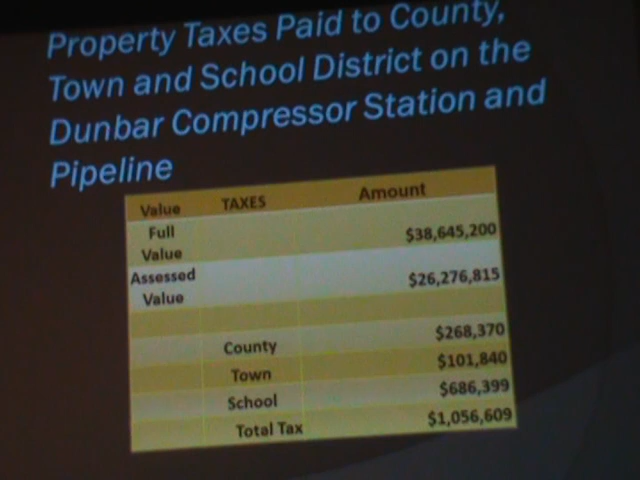 Property Taxes Paid to County,
Town and School District on the
Dunbar Compressor Station and
Pipeline
Value TAXES Amount
Full
Value $38,645,200
Assessed
Value $26,276,815
County $268,370
Town $101,840
School $686,399
Total Tax $1,056,609